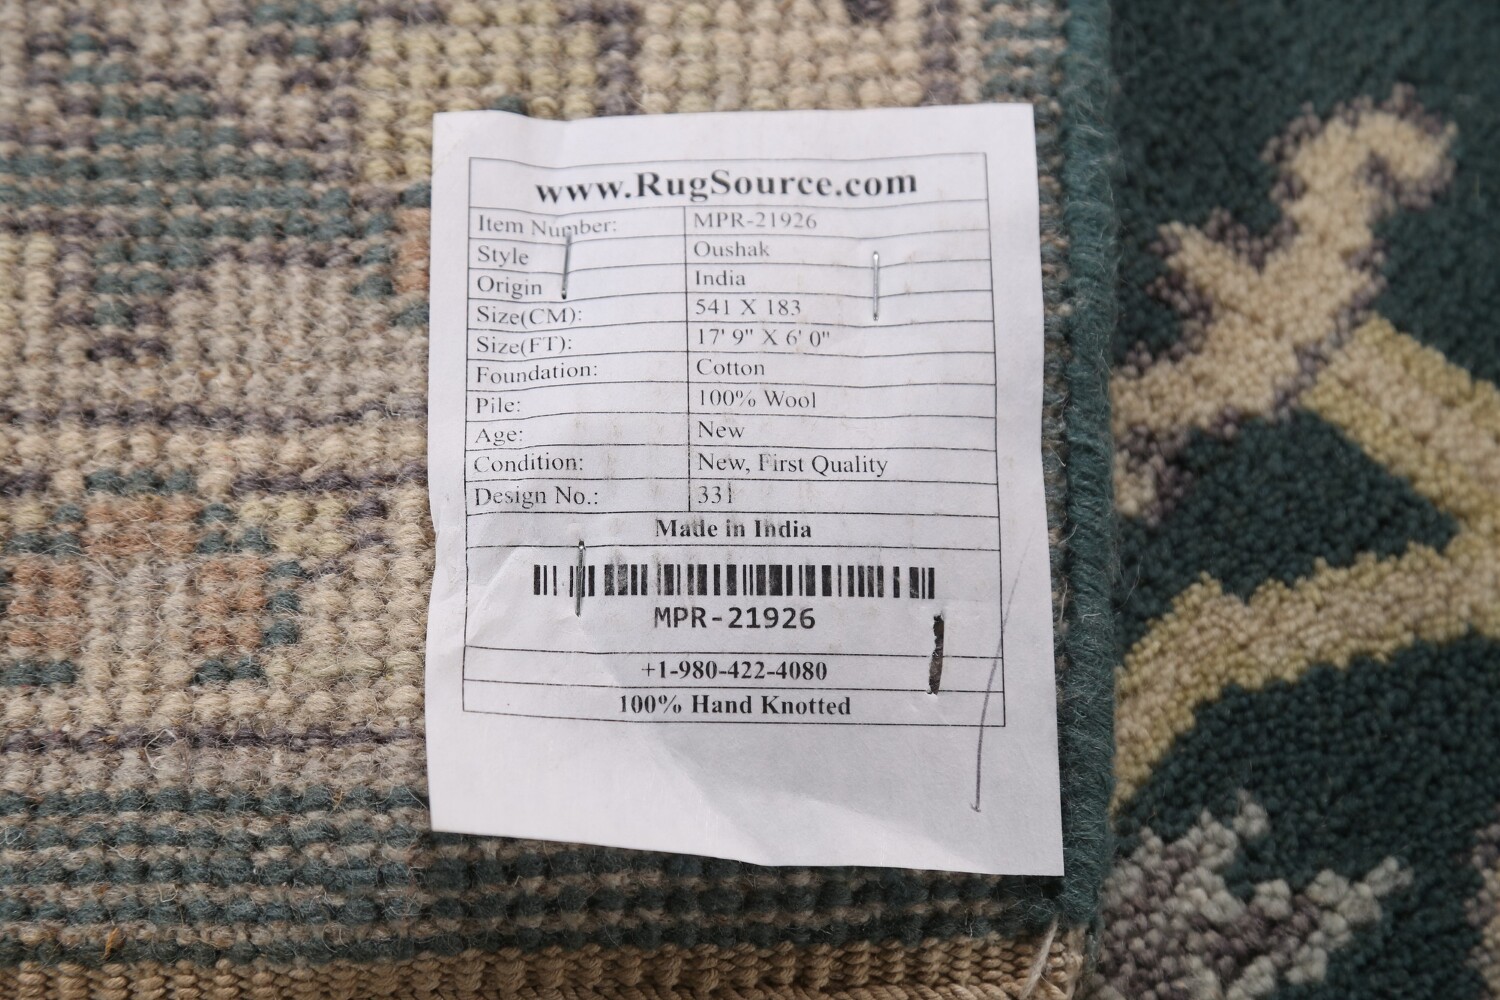 www.RugSource.com
Item Number: MPR-21926
Style Oushak
Origin India
Size(CM): 541 X 183
Size(FT): 17' 9" X 6' 0"
Foundation: Cotton
Pile: 100% Wool
Age: New
Condition: New, First Quality
Design No.: 331
Made in India
MPR-21926
+1-980-422-4080
100% Hand Knotted